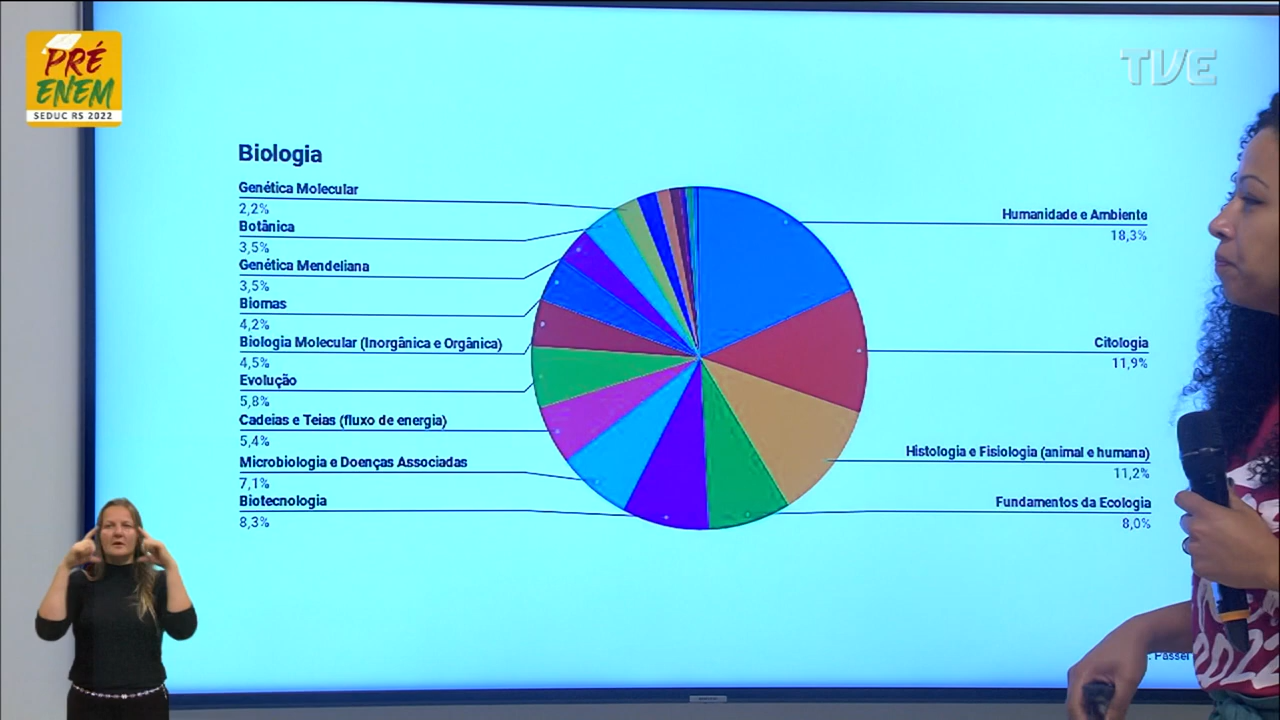 PRÉ
ENEM
SEDUC RS 2022
TVE
Biologia
Genética Molecular
2,2%
Botânica
3,5%
Genética Mendeliana
3,5%
Biomas
4,2%
Biologia Molecular (Inorgânica e Orgânica)
4,5%
Evolução
5,8%
Cadeias e Teias (fluxo de energia)
5,4%
Microbiologia e Doenças Associadas
7,1%
Biotecnologia
8,3%
Humanidade e Ambiente
18,3%
Citologia
11,9%
Histologia e Fisiologia (animal e humana)
11,2%
Fundamentos da Ecologia
8,0%
2022